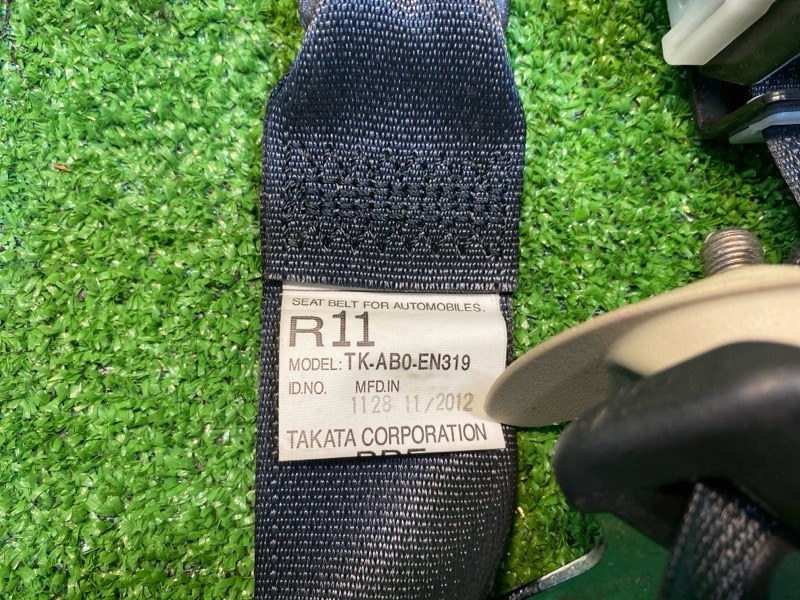 SEAT BELT FOR AUTOMOBILES.
R11
MODEL: TK-AB0-EN319
ID.NO. MFD.IN
1128 11/2012
TAKATA CORPORATION